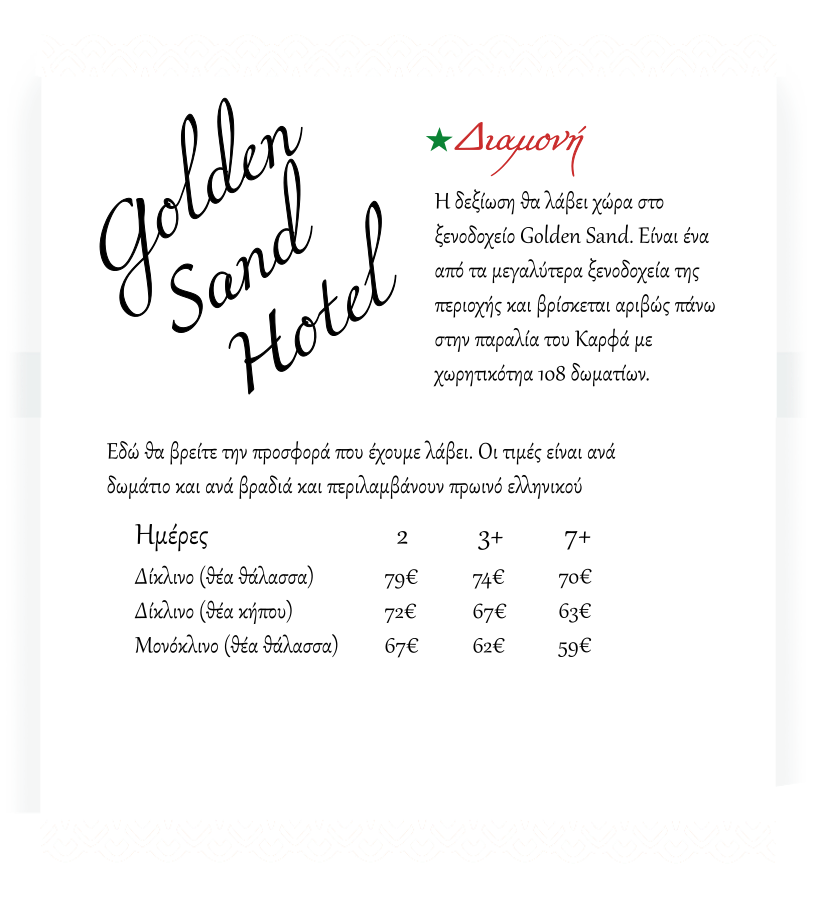 Golden
Sand
Hotel
★Διαμονή
Η δεξίωση θα λάβει χώρα στο
ξενοδοχείο Golden Sand. Είναι ένα
από τα μεγαλύτερα ξενοδοχεία της
περιοχής και βρίσκεται αριβώς πάνω
στην παραλία του Καρφά με
χωρητικότηα 108 δωματίων.
Εδώ θα βρείτε την προσφορά που έχουμε λάβει. Οι τιμές είναι ανά
δωμάτιο και ανά βραδιά και περιλαμβάνουν πρωινό ελληνικού
Ημέρες 2 3+ 7+
Δίκλινο (θέα θάλασσα) 79€ 74€ 70€
Δίκλινο (θέα κήπου) 72€ 67€ 63€
Μονόκλινο (θέα θάλασσα) 67€ 62€ 59€